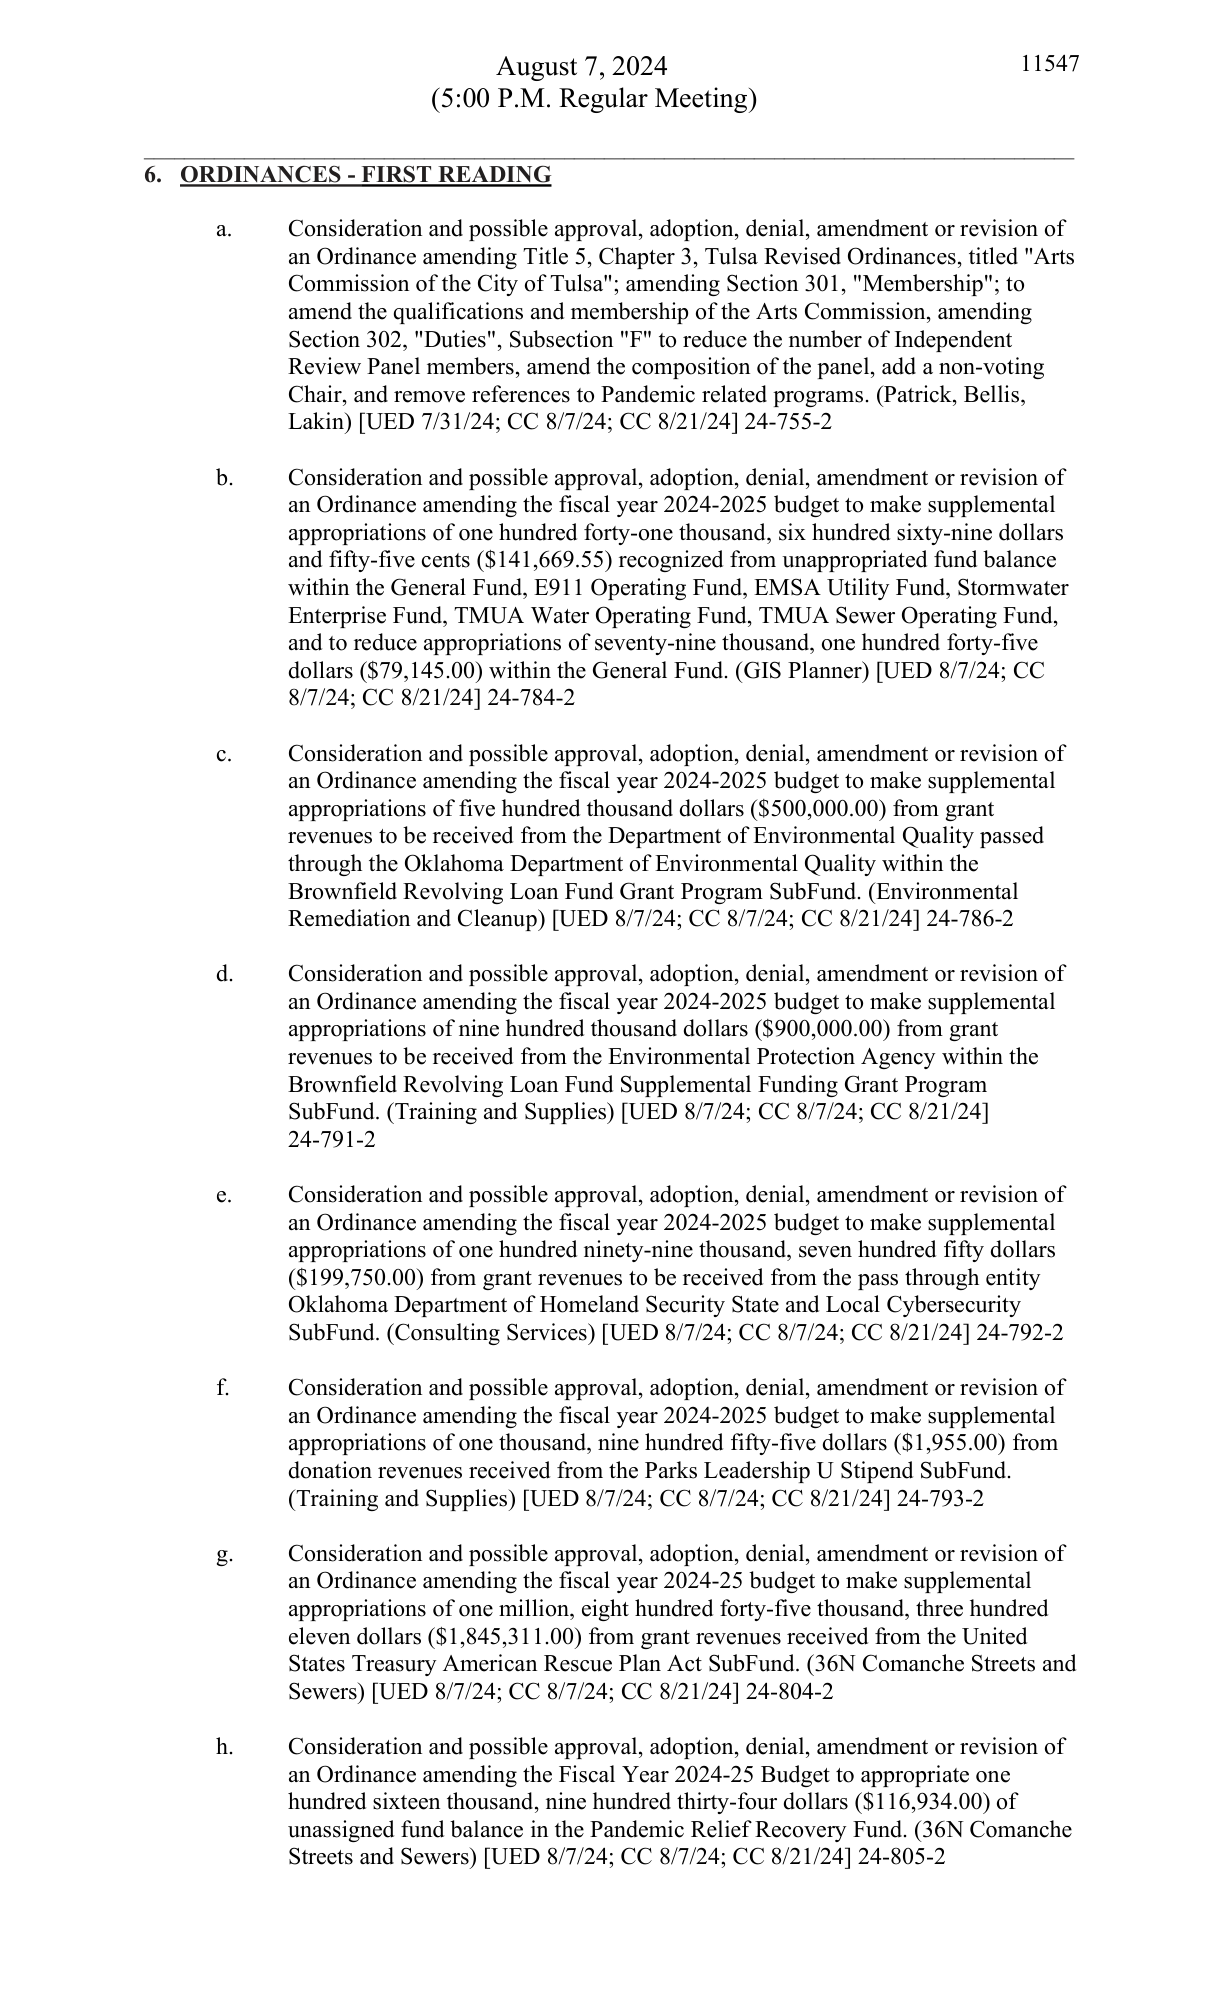 August 7, 2024
11547
(5:00 P.M. Regular Meeting)
6. ORDINANCES - FIRST READING
a. Consideration and possible approval, adoption, denial, amendment or revision of
an Ordinance amending Title 5, Chapter 3, Tulsa Revised Ordinances, titled "Arts
Commission of the City of Tulsa"; amending Section 301, "Membership"; to
amend the qualifications and membership of the Arts Commission, amending
Section 302, "Duties", Subsection "F" to reduce the number of Independent
Review Panel members, amend the composition of the panel, add a non-voting
Chair, and remove references to Pandemic related programs. (Patrick, Bellis,
Lakin) [UED 7/31/24; CC 8/7/24; CC 8/21/24] 24-755-2
b. Consideration and possible approval, adoption, denial, amendment or revision of
an Ordinance amending the fiscal year 2024-2025 budget to make supplemental
appropriations of one hundred forty-one thousand, six hundred sixty-nine dollars
and fifty-five cents ($141,669.55) recognized from unappropriated fund balance
within the General Fund, E911 Operating Fund, EMSA Utility Fund, Stormwater
Enterprise Fund, TMUA Water Operating Fund, TMUA Sewer Operating Fund,
and to reduce appropriations of seventy-nine thousand, one hundred forty-five
dollars ($79,145.00) within the General Fund. (GIS Planner) [UED 8/7/24; CC
8/7/24; CC 8/21/24] 24-784-2
c. Consideration and possible approval, adoption, denial, amendment or revision of
an Ordinance amending the fiscal year 2024-2025 budget to make supplemental
appropriations of five hundred thousand dollars ($500,000.00) from grant
revenues to be received from the Department of Environmental Quality passed
through the Oklahoma Department of Environmental Quality within the
Brownfield Revolving Loan Fund Grant Program SubFund. (Environmental
Remediation and Cleanup) [UED 8/7/24; CC 8/7/24; CC 8/21/24] 24-786-2
d. Consideration and possible approval, adoption, denial, amendment or revision of
an Ordinance amending the fiscal year 2024-2025 budget to make supplemental
appropriations of nine hundred thousand dollars ($900,000.00) from grant
revenues to be received from the Environmental Protection Agency within the
Brownfield Revolving Loan Fund Supplemental Funding Grant Program
SubFund. (Training and Supplies) [UED 8/7/24; CC 8/7/24; CC 8/21/24]
24-791-2
e. Consideration and possible approval, adoption, denial, amendment or revision of
an Ordinance amending the fiscal year 2024-2025 budget to make supplemental
appropriations of one hundred ninety-nine thousand, seven hundred fifty dollars
($199,750.00) from grant revenues to be received from the pass through entity
Oklahoma Department of Homeland Security State and Local Cybersecurity
SubFund. (Consulting Services) [UED 8/7/24; CC 8/7/24; CC 8/21/24] 24-792-2
f. Consideration and possible approval, adoption, denial, amendment or revision of
an Ordinance amending the fiscal year 2024-2025 budget to make supplemental
appropriations of one thousand, nine hundred fifty-five dollars ($1,955.00) from
donation revenues received from the Parks Leadership U Stipend SubFund.
(Training and Supplies) [UED 8/7/24; CC 8/7/24; CC 8/21/24] 24-793-2
g. Consideration and possible approval, adoption, denial, amendment or revision of
an Ordinance amending the fiscal year 2024-25 budget to make supplemental
appropriations of one million, eight hundred forty-five thousand, three hundred
eleven dollars ($1,845,311.00) from grant revenues received from the United
States Treasury American Rescue Plan Act SubFund. (36N Comanche Streets and
Sewers) [UED 8/7/24; CC 8/7/24; CC 8/21/24] 24-804-2
h. Consideration and possible approval, adoption, denial, amendment or revision of
an Ordinance amending the Fiscal Year 2024-25 Budget to appropriate one
hundred sixteen thousand, nine hundred thirty-four dollars ($116,934.00) of
unassigned fund balance in the Pandemic Relief Recovery Fund. (36N Comanche
Streets and Sewers) [UED 8/7/24; CC 8/7/24; CC 8/21/24] 24-805-2